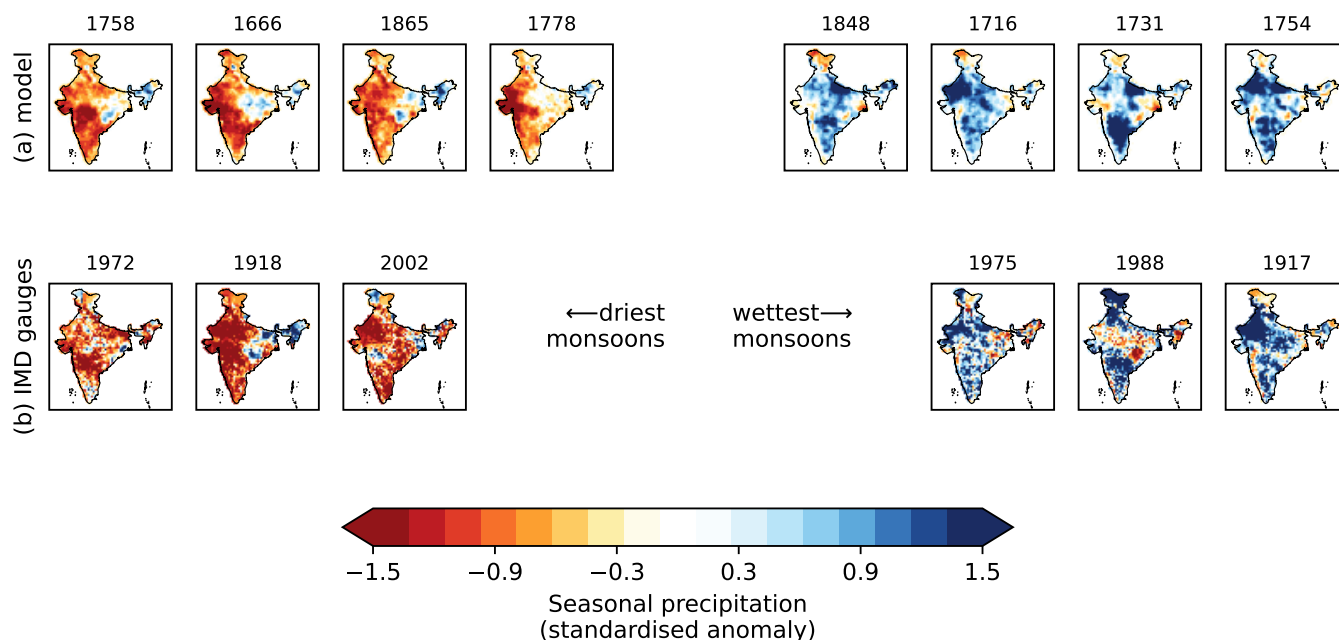 1758 1666 1865 1778 1848 1716 1731 1754
(a) model
1972 1918 2002 1975 1988 1917
(b) IMD gauges
←driest
monsoons
wettest→
monsoons
−1.5 −0.9 −0.3 0.3 0.9 1.5
Seasonal precipitation
(standardised anomaly)